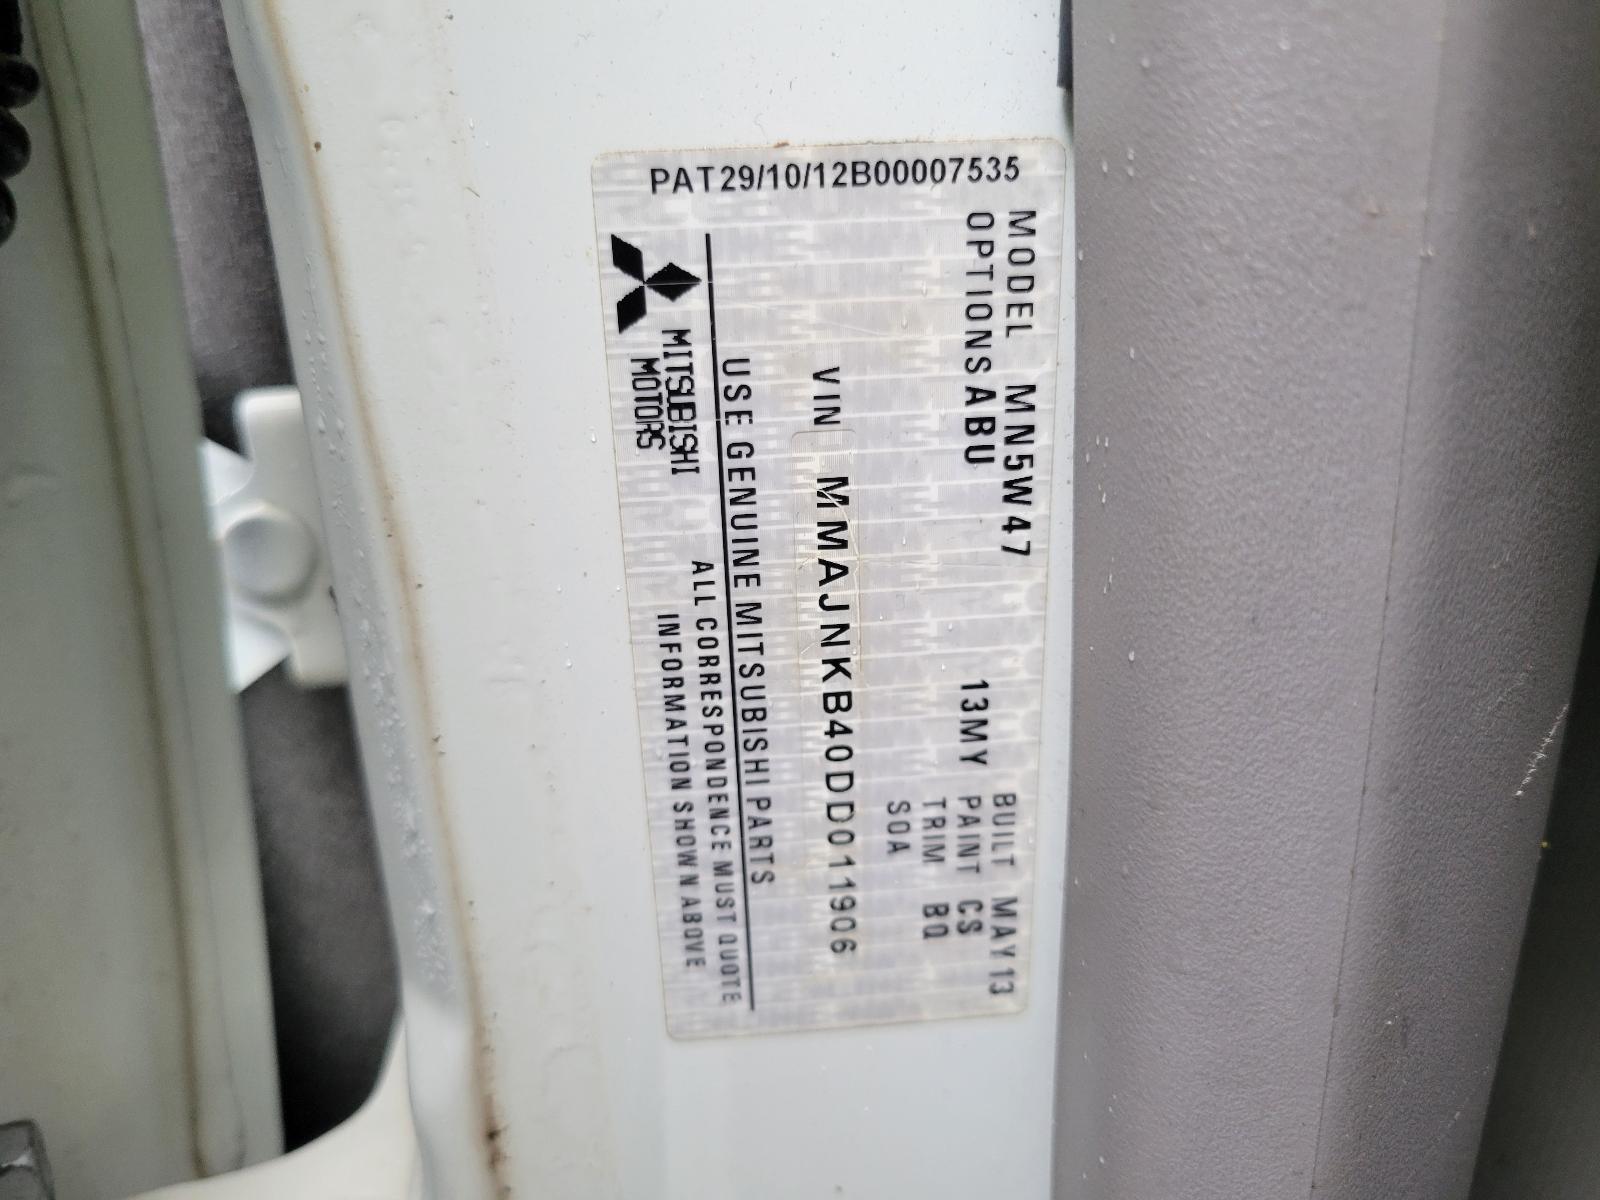 PAT29/10/12B00007535
MODEL MN5W47 BUILT MAY13
OPTIONS ABU 13MY PAINT CS
TRIM BQ
SOA
VIN MMAJNKB40DD011906
USE GENUINE MITSUBISHI PARTS
MITSUBISHI
MOTORS
ALL CORRESPONDENCE MUST QUOTE
INFORMATION SHOWN ABOVE